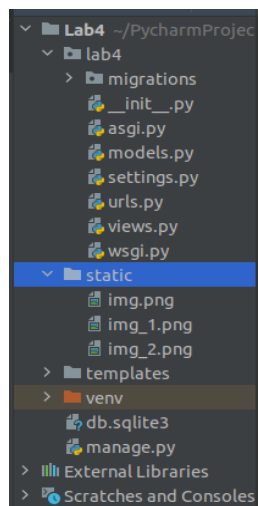 Lab4 ~/PycharmProjec
lab4
migrations
__init__.py
asgi.py
models.py
settings.py
urls.py
views.py
wsgi.py
static
img.png
img_1.png
img_2.png
templates
venv
db.sqlite3
manage.py
External Libraries
Scratches and Consoles